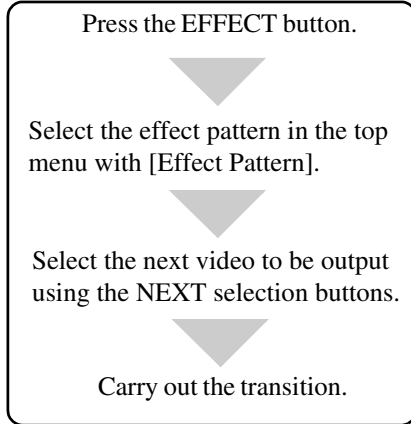 Press the EFFECT button.
Select the effect pattern in the top
menu with [Effect Pattern].
Select the next video to be output
using the NEXT selection buttons.
Carry out the transition.